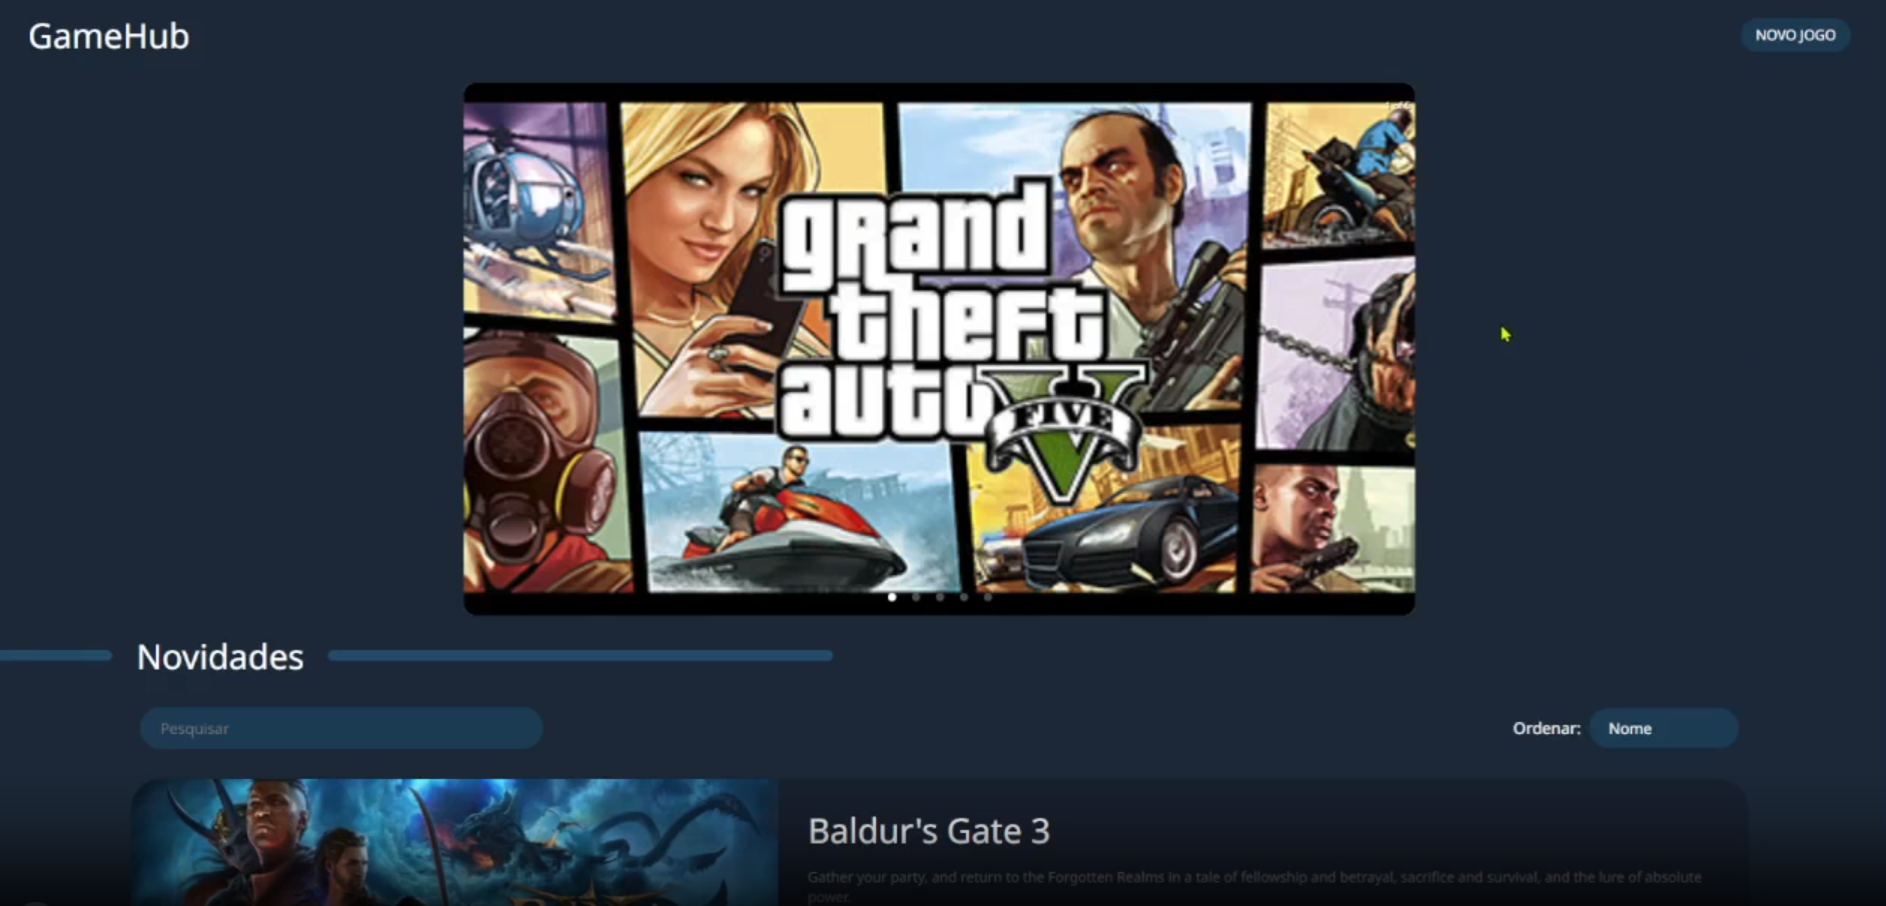 GameHub
NOVO JOGO
grand
theft
auto
FIVE
V
Novidades
Pesquisar
Ordenar:
Nome
Baldur's Gate 3
Gather your party, and return to the Forgotten Realms in a tale of fellowship and betrayal, sacrifice and survival, and the lure of absolute
power.